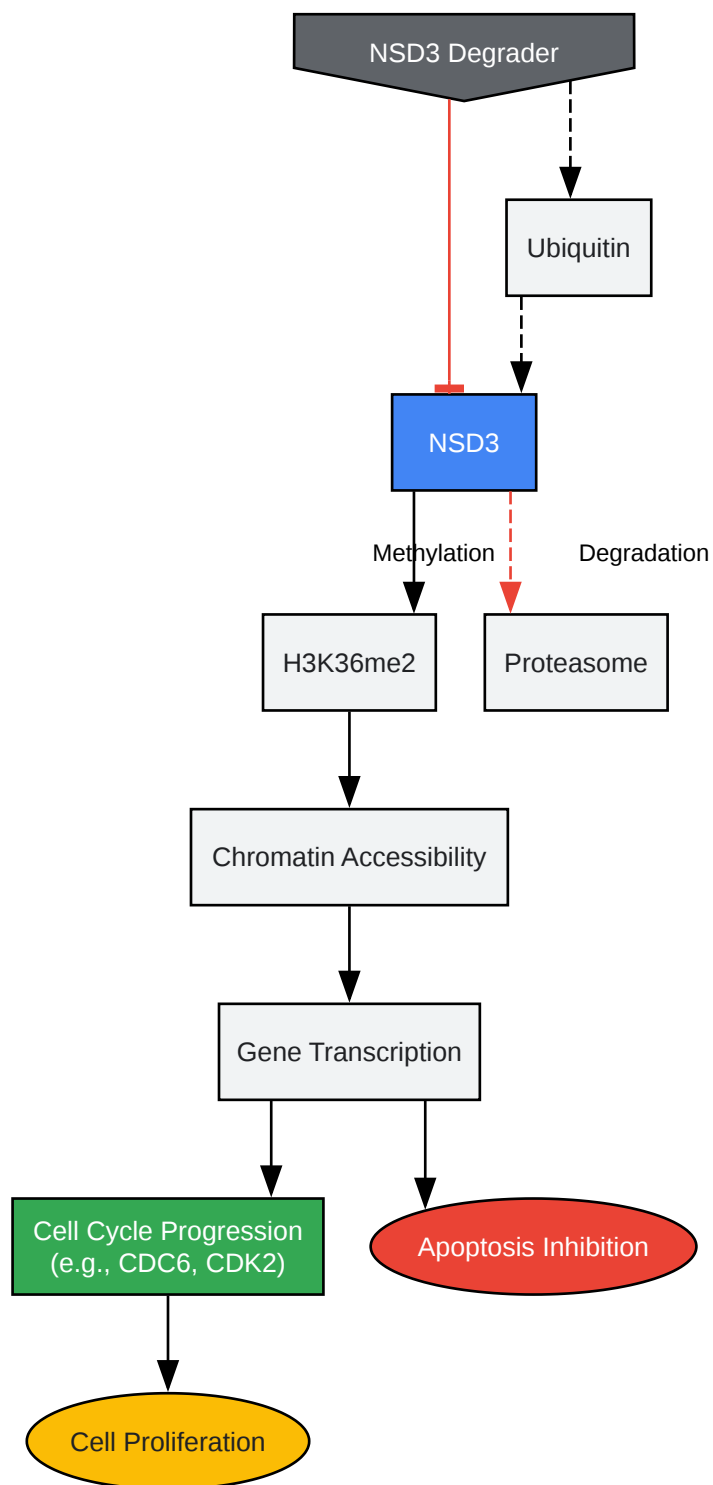 NSD3 Degrader
Ubiquitin
NSD3
Methylation
Degradation
H3K36me2
Proteasome
Chromatin Accessibility
Gene Transcription
Cell Cycle Progression
(e.g., CDC6, CDK2)
Apoptosis Inhibition
Cell Proliferation